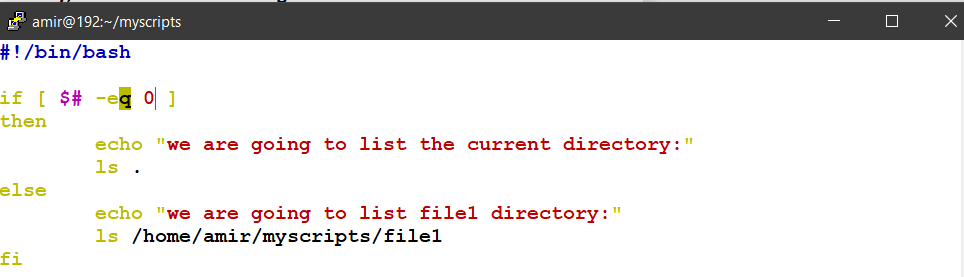 amir@192:~/myscripts
#!/bin/bash
if [ $# -eq 0 ]
then
echo "we are going to list the current directory:"
ls .
else
echo "we are going to list file1 directory:"
ls /home/amir/myscripts/file1
fi